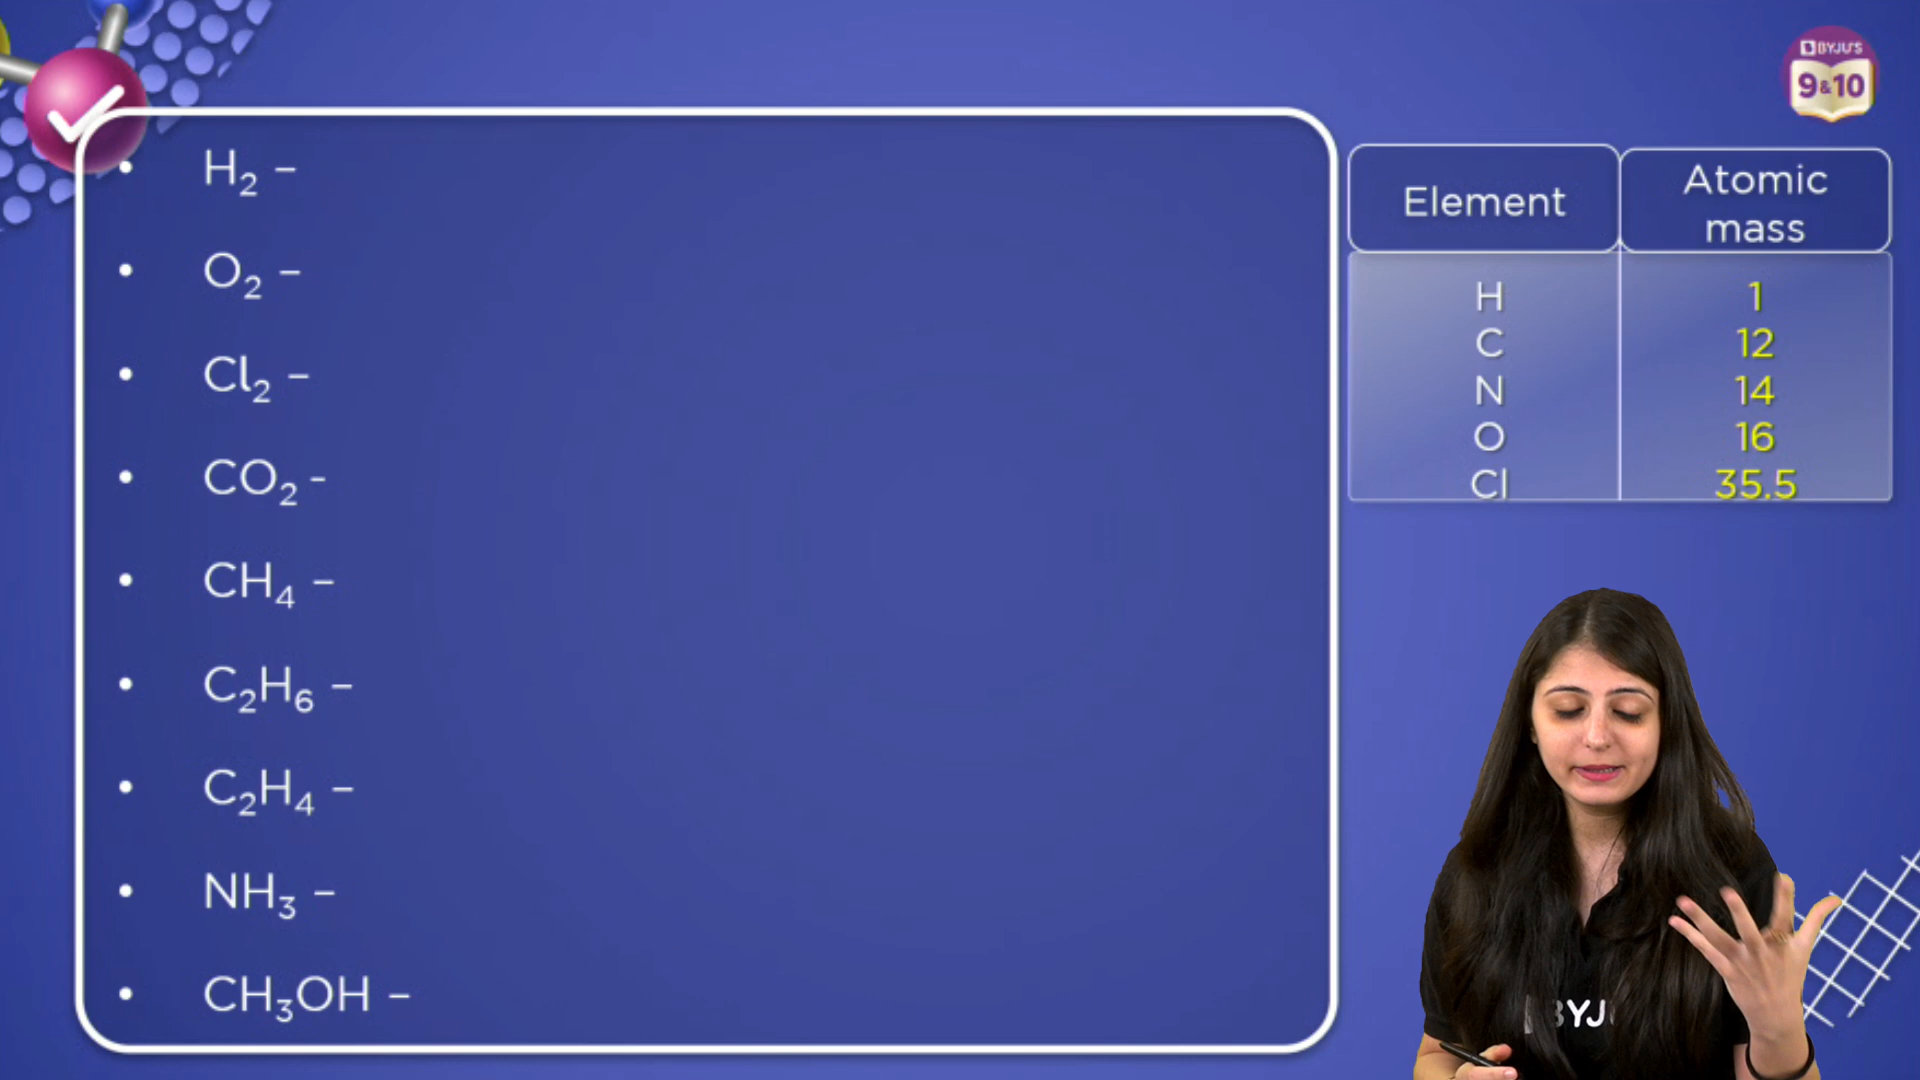 BYJU'S
9&10
H₂ –
O₂ –
Cl₂ –
CO₂ -
CH₄ –
C₂H₆ –
C₂H₄ –
NH₃ –
CH₃OH –
Element
Atomic
mass
H 1
C 12
N 14
O 16
Cl 35.5